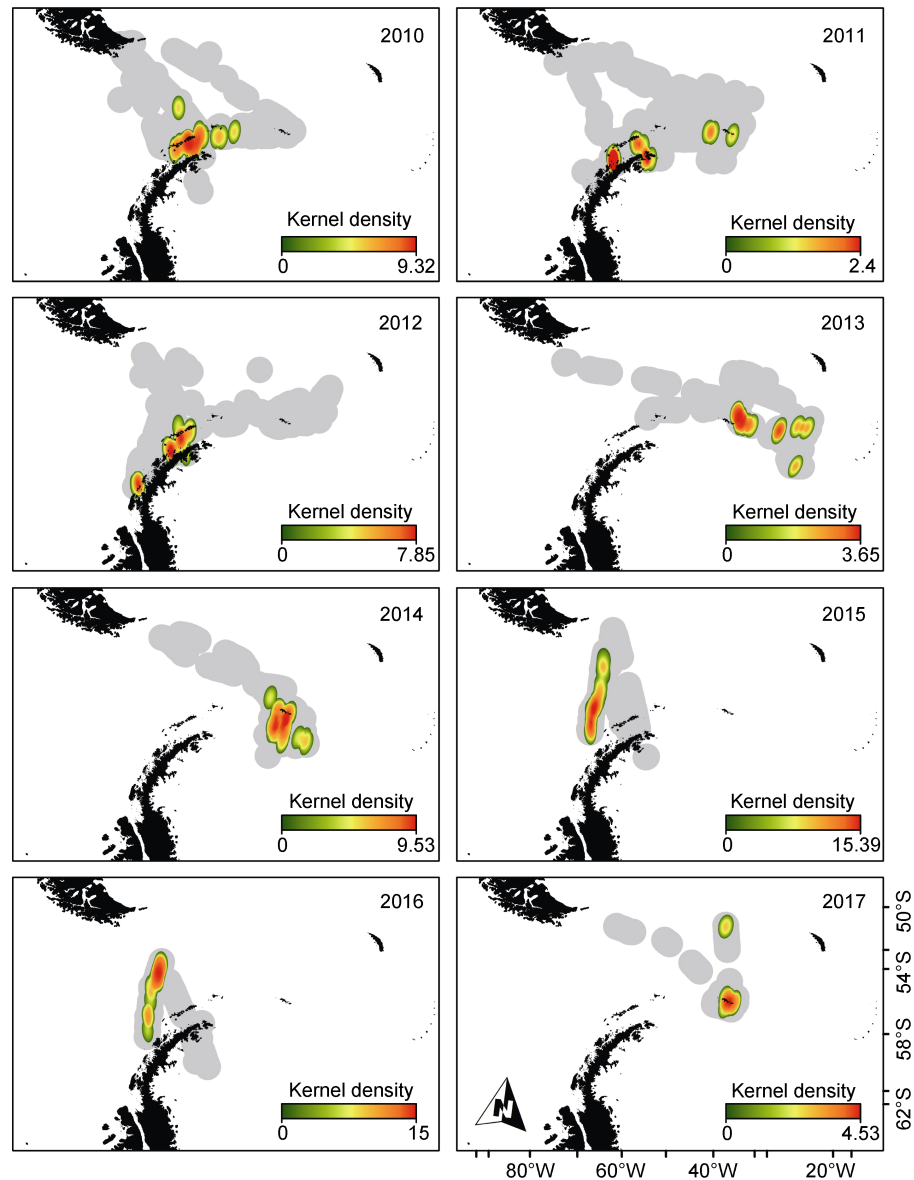 2010
Kernel density
0 9.32
2011
Kernel density
0 2.4
2012
Kernel density
0 7.85
2013
Kernel density
0 3.65
2014
Kernel density
0 9.53
2015
Kernel density
0 15.39
2016
Kernel density
0 15
2017
Kernel density
0 4.53
N
50°S
54°S
58°S
62°S
80°W 60°W 40°W 20°W